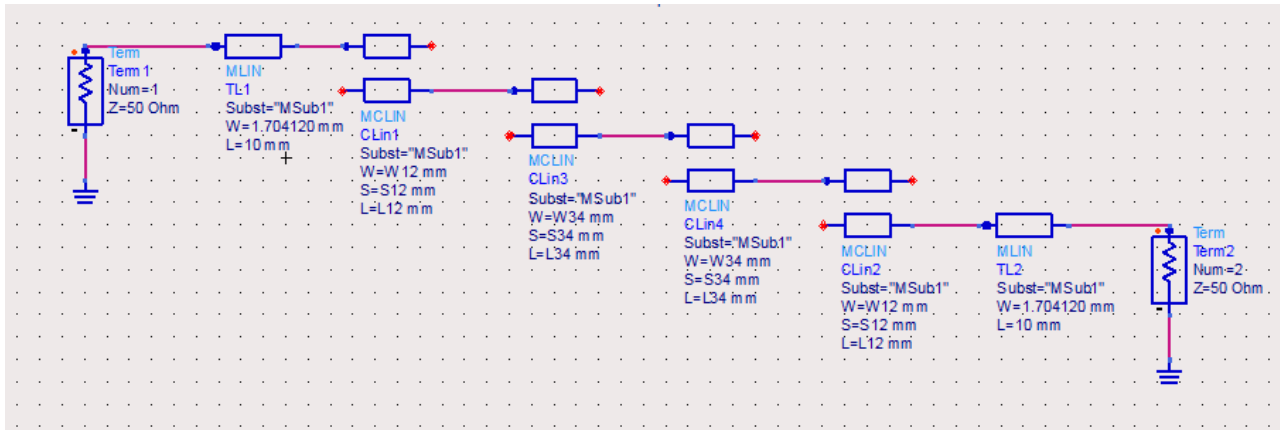 Term
Term1
Num=1
Z=50 Ohm
MLIN
TL1
Subst="MSub1"
W=1.704120 mm
L=10 mm
MCLIN
CLin1
Subst="MSub1"
W=W12 mm
S=S12 mm
L=L12 mm
MCLIN
CLin3
Subst="MSub1"
W=W34 mm
S=S34 mm
L=L34 mm
MCLIN
CLin4
Subst="MSub1"
W=W34 mm
S=S34 mm
L=L34 mm
MCLIN
CLin2
Subst="MSub1"
W=W12 mm
S=S12 mm
L=L12 mm
MLIN
TL2
Subst="MSub1"
W=1.704120 mm
L=10 mm
Term
Term2
Num=2
Z=50 Ohm